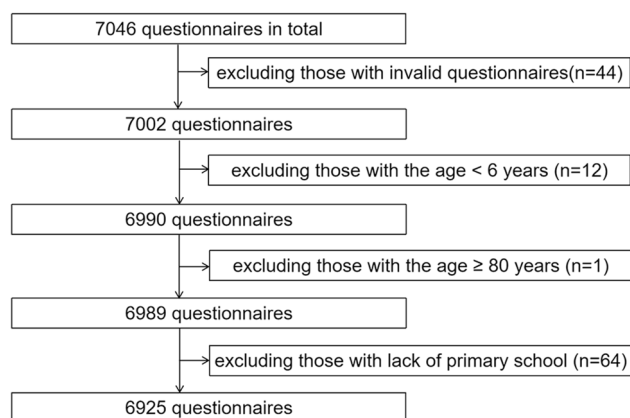 7046 questionnaires in total
excluding those with invalid questionnaires(n=44)
7002 questionnaires
excluding those with the age < 6 years (n=12)
6990 questionnaires
excluding those with the age ≥ 80 years (n=1)
6989 questionnaires
excluding those with lack of primary school (n=64)
6925 questionnaires